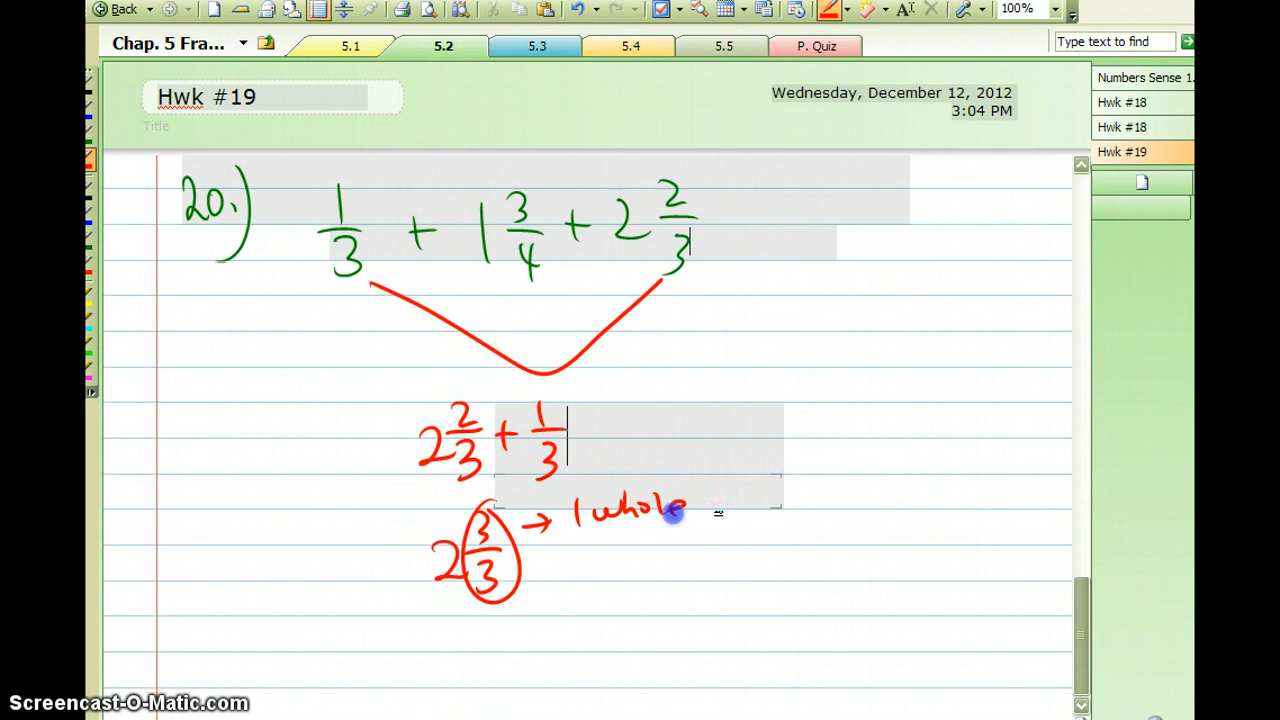 Back 100%
Chap. 5 Fra... 5.1 5.2 5.3 5.4 5.5 P. Quiz Type text to find
Numbers Sense 1.
Hwk #18
Hwk #18
Hwk #19
Hwk #19
Title
Wednesday, December 12, 2012
3:04 PM
20.) 1/3 + 1 3/4 + 2 2/3
2 2/3 + 1/3
2 3/3 → 1 whole
Screencast-O-Matic.com